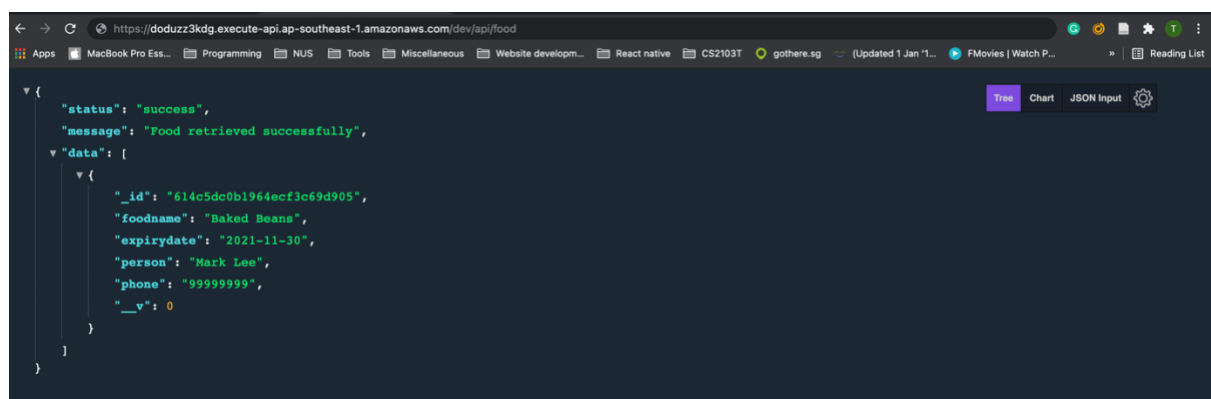 https://doduzz3kdg.execute-api.ap-southeast-1.amazonaws.com/dev/api/food
T
Apps MacBook Pro Ess... Programming NUS Tools Miscellaneous Website developm... React native CS2103T gothere.sg (Updated 1 Jan '1... FMovies | Watch P... » Reading List
Tree Chart JSON Input
{
"status": "success",
"message": "Food retrieved successfully",
"data": [
{
"_id": "614c5dc0b1964ecf3c69d905",
"foodname": "Baked Beans",
"expirydate": "2021-11-30",
"person": "Mark Lee",
"phone": "99999999",
"__v": 0
}
]
}